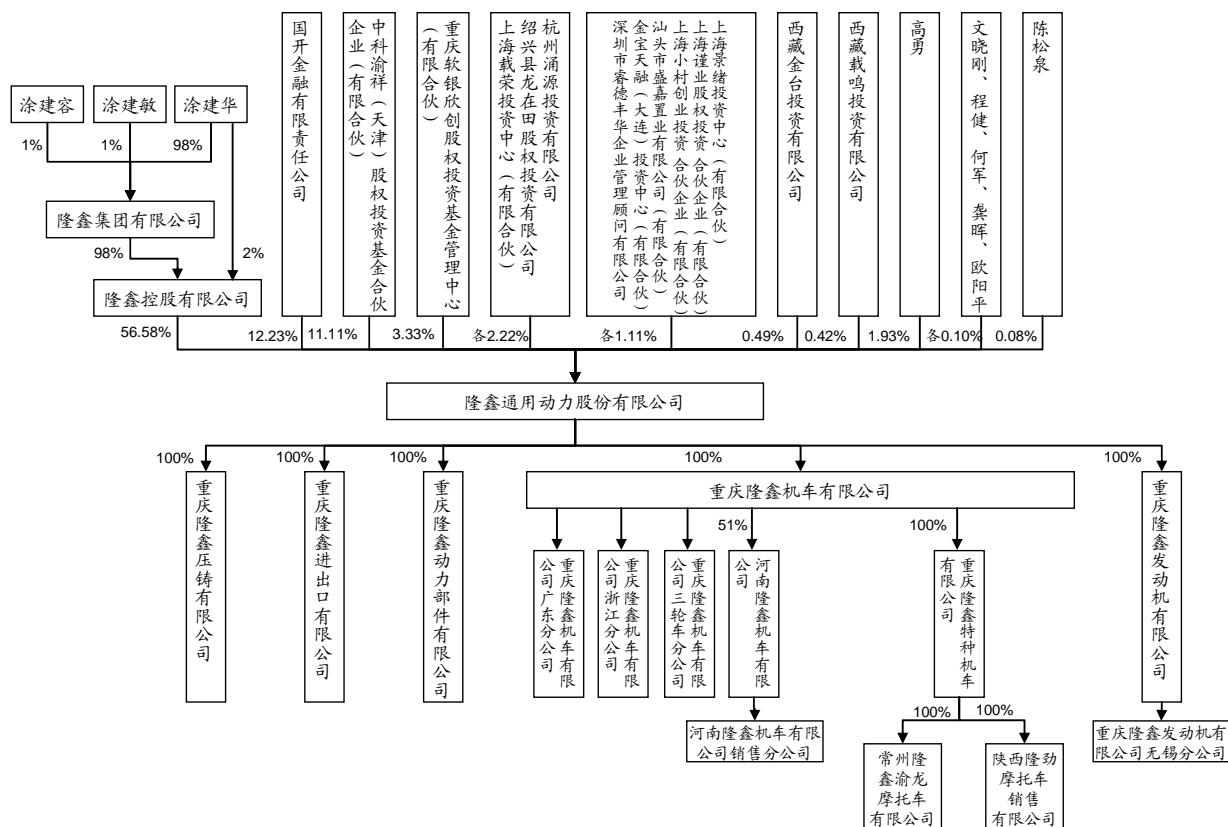 涂建容
涂建敏
涂建华
1%
1%
98%
隆鑫集团有限公司
98%
2%
隆鑫控股有限公司
国开金融有限责任公司
中科渝祥（天津）股权投资基金合伙
企业（有限合伙）
重庆软银欣创股权投资基金管理中心
（有限合伙）
杭州涌源投资有限公司
绍兴县龙在田股权投资有限公司
上海载荣投资中心（有限合伙）
上海景绪投资中心（有限合伙）
上海谨业股权投资合伙企业（有限合伙）
上海小村创业投资合伙企业（有限合伙）
汕头市盛嘉置业有限公司（有限合伙）
金宝天融（大连）投资中心（有限合伙）
深圳市睿德丰华企业管理顾问有限公司
西藏金台投资有限公司
西藏载鸣投资有限公司
高勇
文晓刚、程健、何军、龚晖、欧阳平
陈松泉
56.58%
12.23%
11.11%
3.33%
各2.22%
各1.11%
0.49%
0.42%
1.93%
各0.10%
0.08%
隆鑫通用动力股份有限公司
100%
100%
100%
100%
100%
重庆隆鑫压铸有限公司
重庆隆鑫进出口有限公司
重庆隆鑫动力部件有限公司
重庆隆鑫机车有限公司
重庆隆鑫发动机有限公司
51%
100%
重庆隆鑫机车有限
公司广东分公司
重庆隆鑫机车有限
公司浙江分公司
重庆隆鑫机车有限
公司三轮车分公司
河南隆鑫机车有限
公司
重庆隆鑫特种机车
有限公司
河南隆鑫机车有限
公司销售分公司
100%
100%
重庆隆鑫发动机有
限公司无锡分公司
常州隆
鑫渝龙
摩托车
有限公司
陕西隆劲
摩托车
销售
有限公司